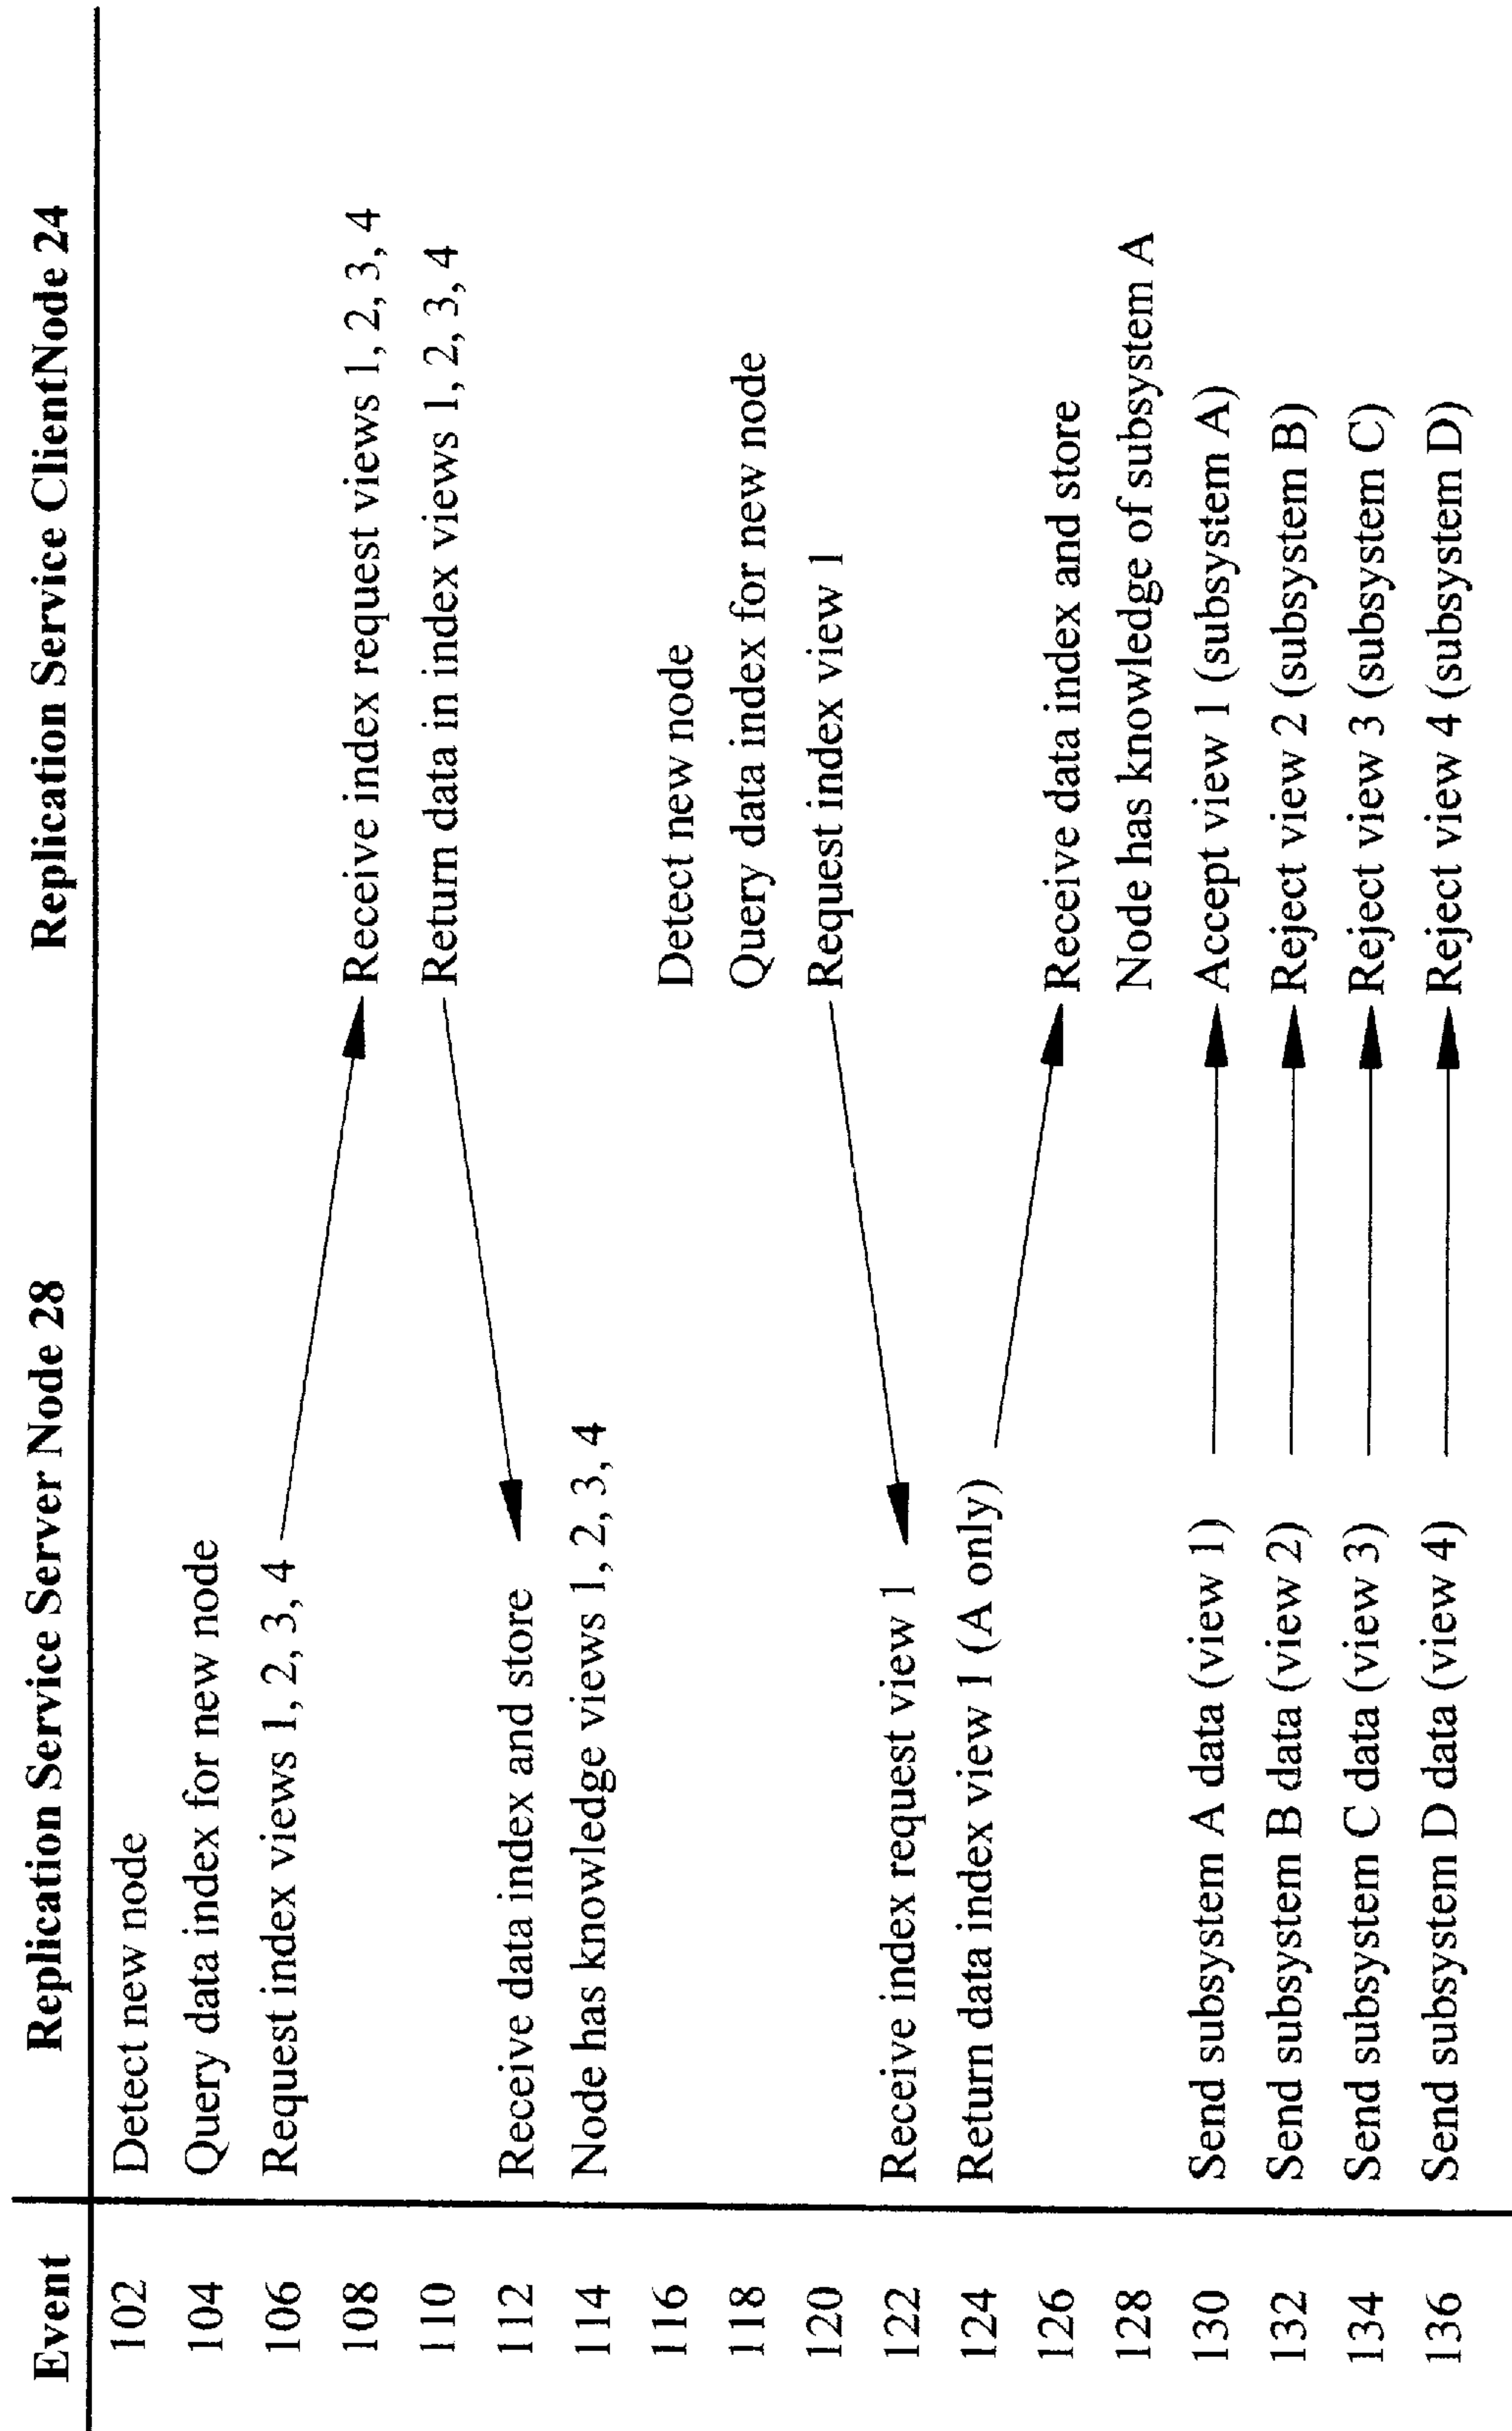 Event Replication Service Server Node 28 Replication Service ClientNode 24
102 Detect new node
104 Query data index for new node
106 Request index views 1, 2, 3, 4
108 Receive index request views 1, 2, 3, 4
110 Return data in index views 1, 2, 3, 4
112 Receive data index and store
114 Node has knowledge views 1, 2, 3, 4
116 Detect new node
118 Query data index for new node
120 Request index view 1
122 Receive index request view 1
124 Return data index view 1 (A only)
126 Receive data index and store
128 Node has knowledge of subsystem A
130 Send subsystem A data (view 1) Accept view 1 (subsystem A)
132 Send subsystem B data (view 2) Reject view 2 (subsystem B)
134 Send subsystem C data (view 3) Reject view 3 (subsystem C)
136 Send subsystem D data (view 4) Reject view 4 (subsystem D)